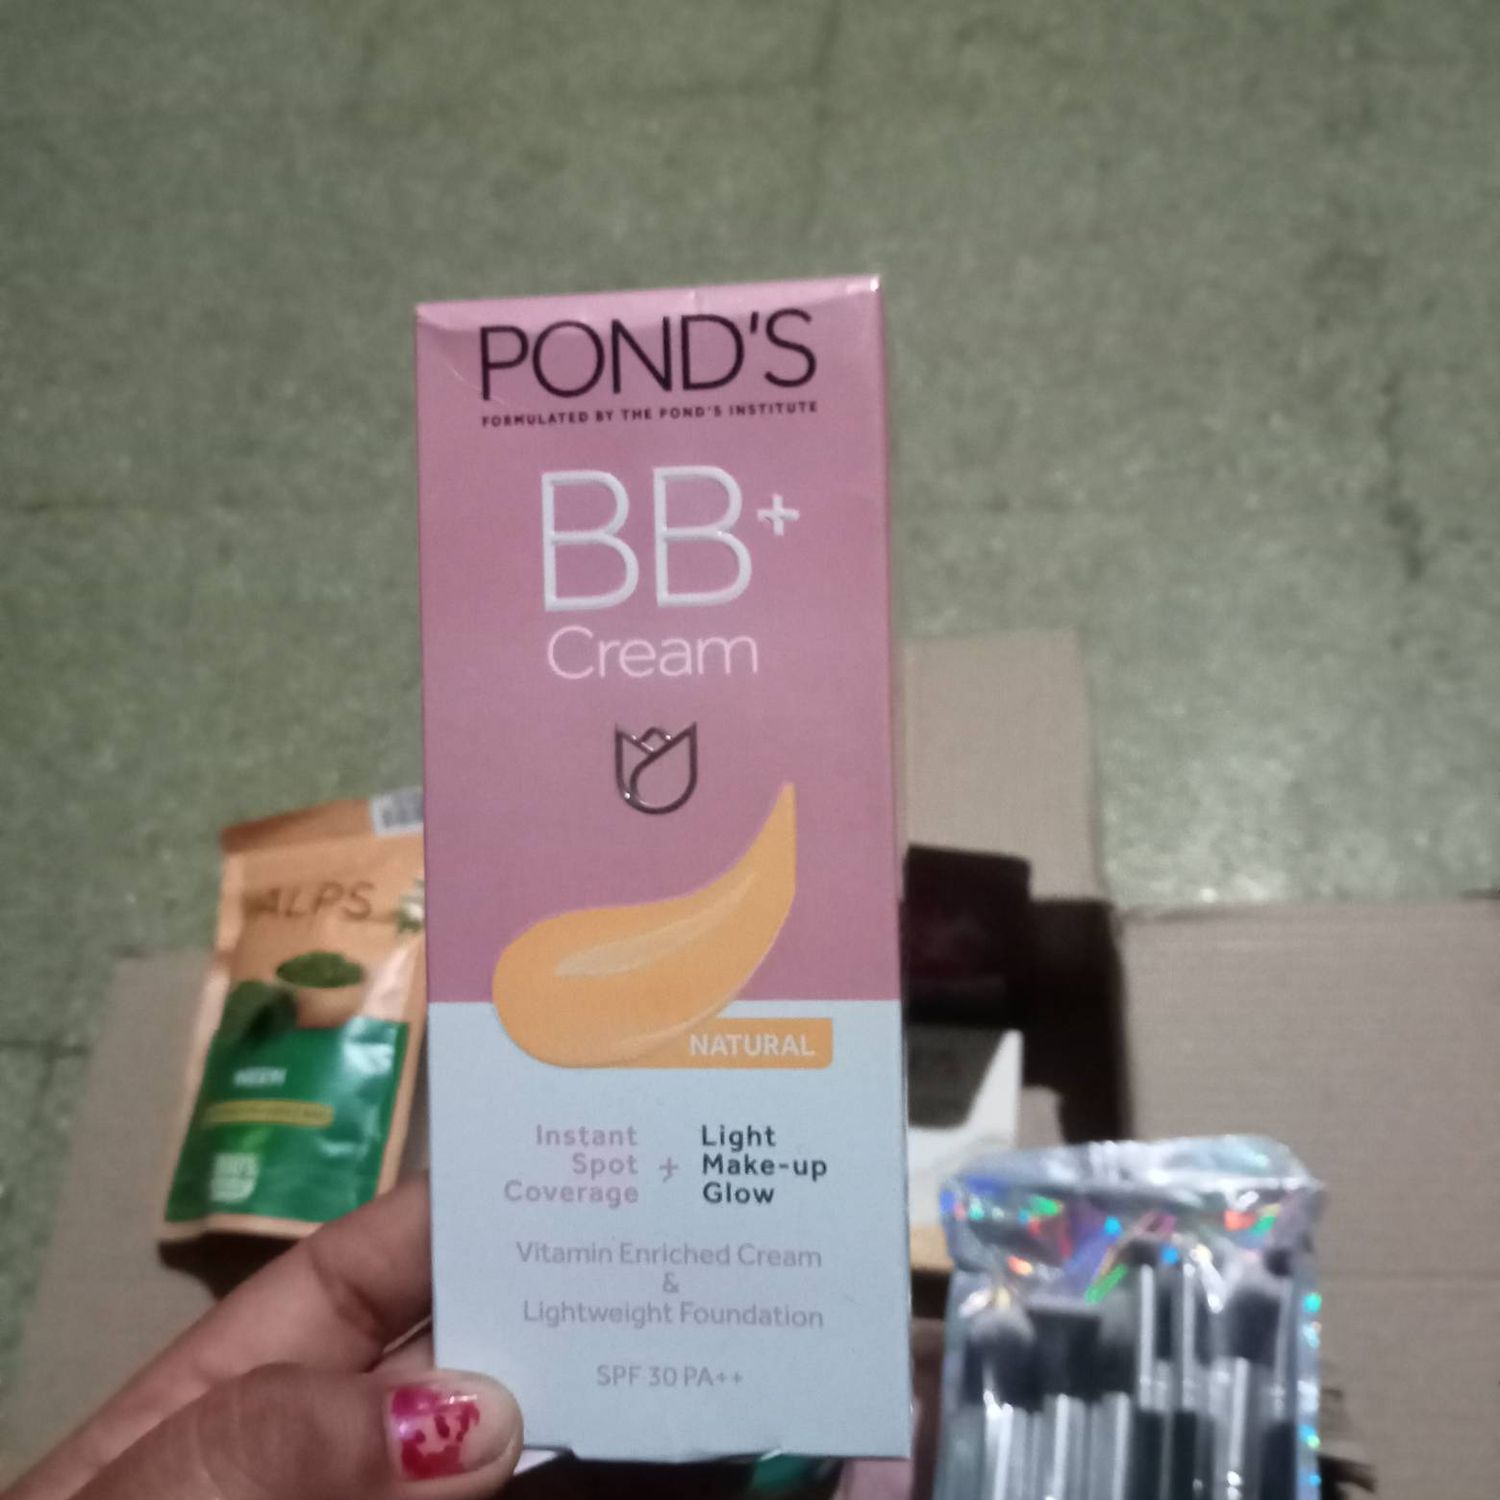 POND'S
FORMULATED BY THE POND'S INSTITUTE
BB+
Cream
NATURAL
Instant
Spot
Coverage
+
Light
Make-up
Glow
Vitamin Enriched Cream
&
Lightweight Foundation
SPF 30 PA++
ALPS
NEEM